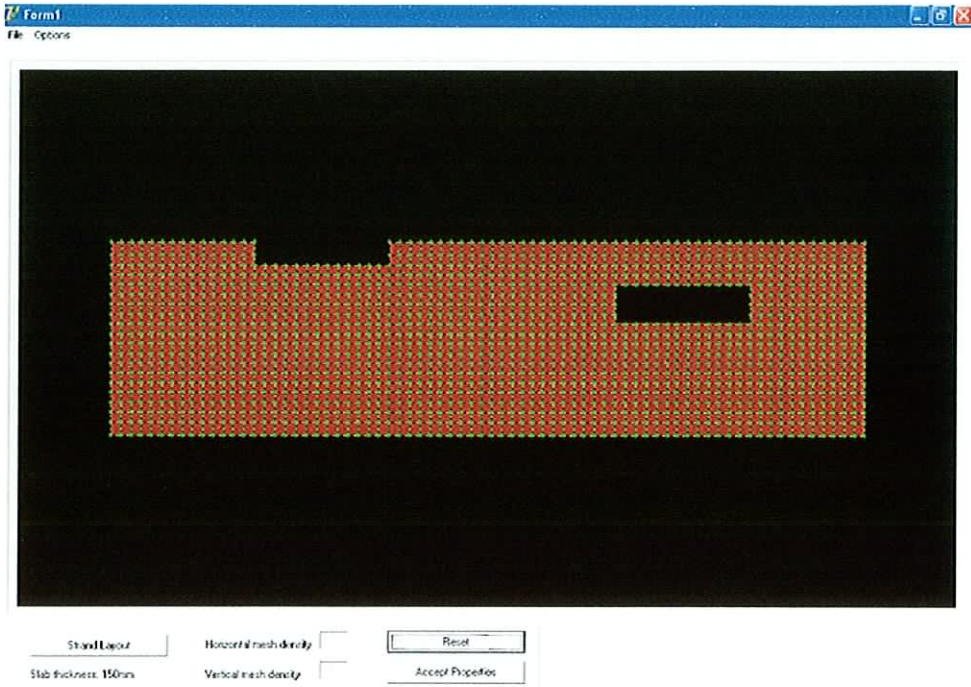 Form1
File Options
Strand Layout
Horizontal mesh density
Reset
Slab thickness: 150mm
Vertical mesh density
Accept Properties